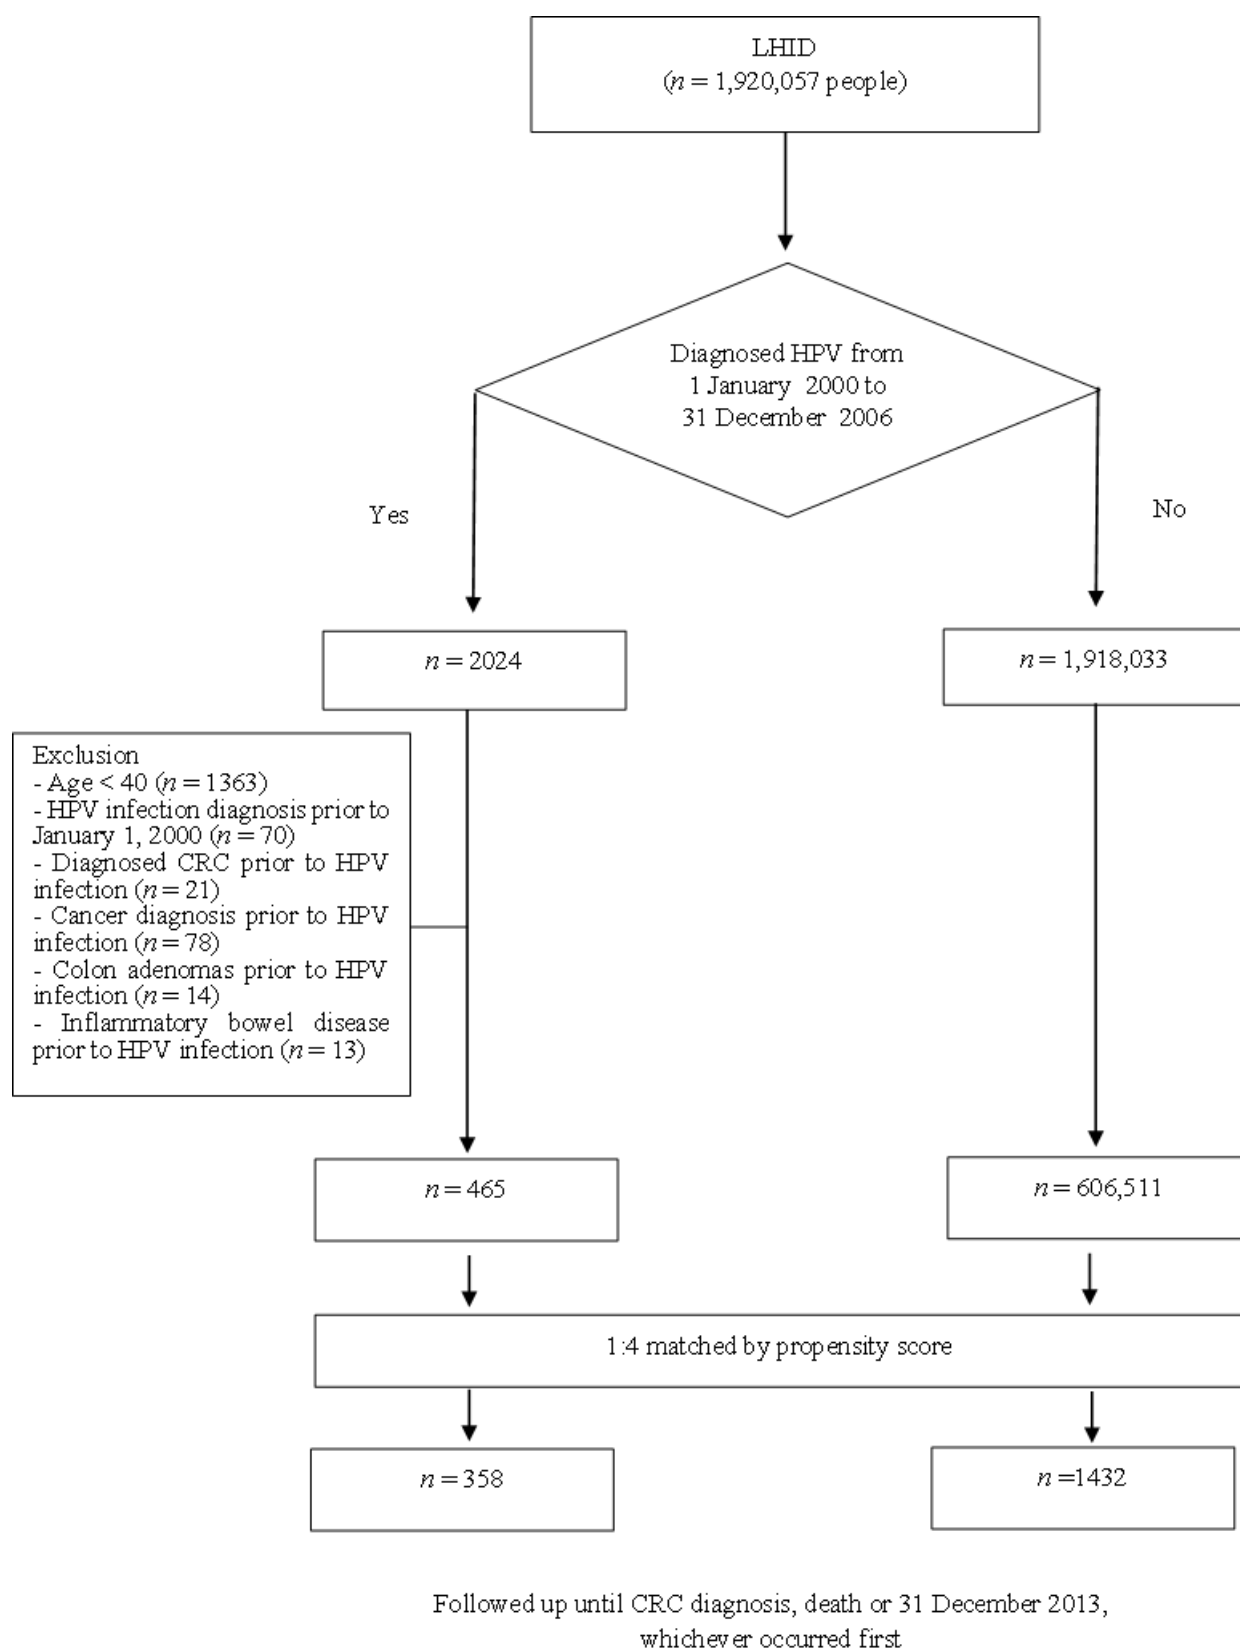 LHID
(n = 1,920,057 people)
Diagnosed HPV from
1 January 2000 to
31 December 2006
Yes
No
n = 2024
n = 1,918,033
Exclusion
- Age < 40 (n = 1363)
- HPV infection diagnosis prior to
January 1, 2000 (n = 70)
- Diagnosed CRC prior to HPV
infection (n = 21)
- Cancer diagnosis prior to HPV
infection (n = 78)
- Colon adenomas prior to HPV
infection (n = 14)
- Inflammatory bowel disease
prior to HPV infection (n = 13)
n = 465
n = 606,511
1:4 matched by propensity score
n = 358
n =1432
Followed up until CRC diagnosis, death or 31 December 2013,
whichever occurred first